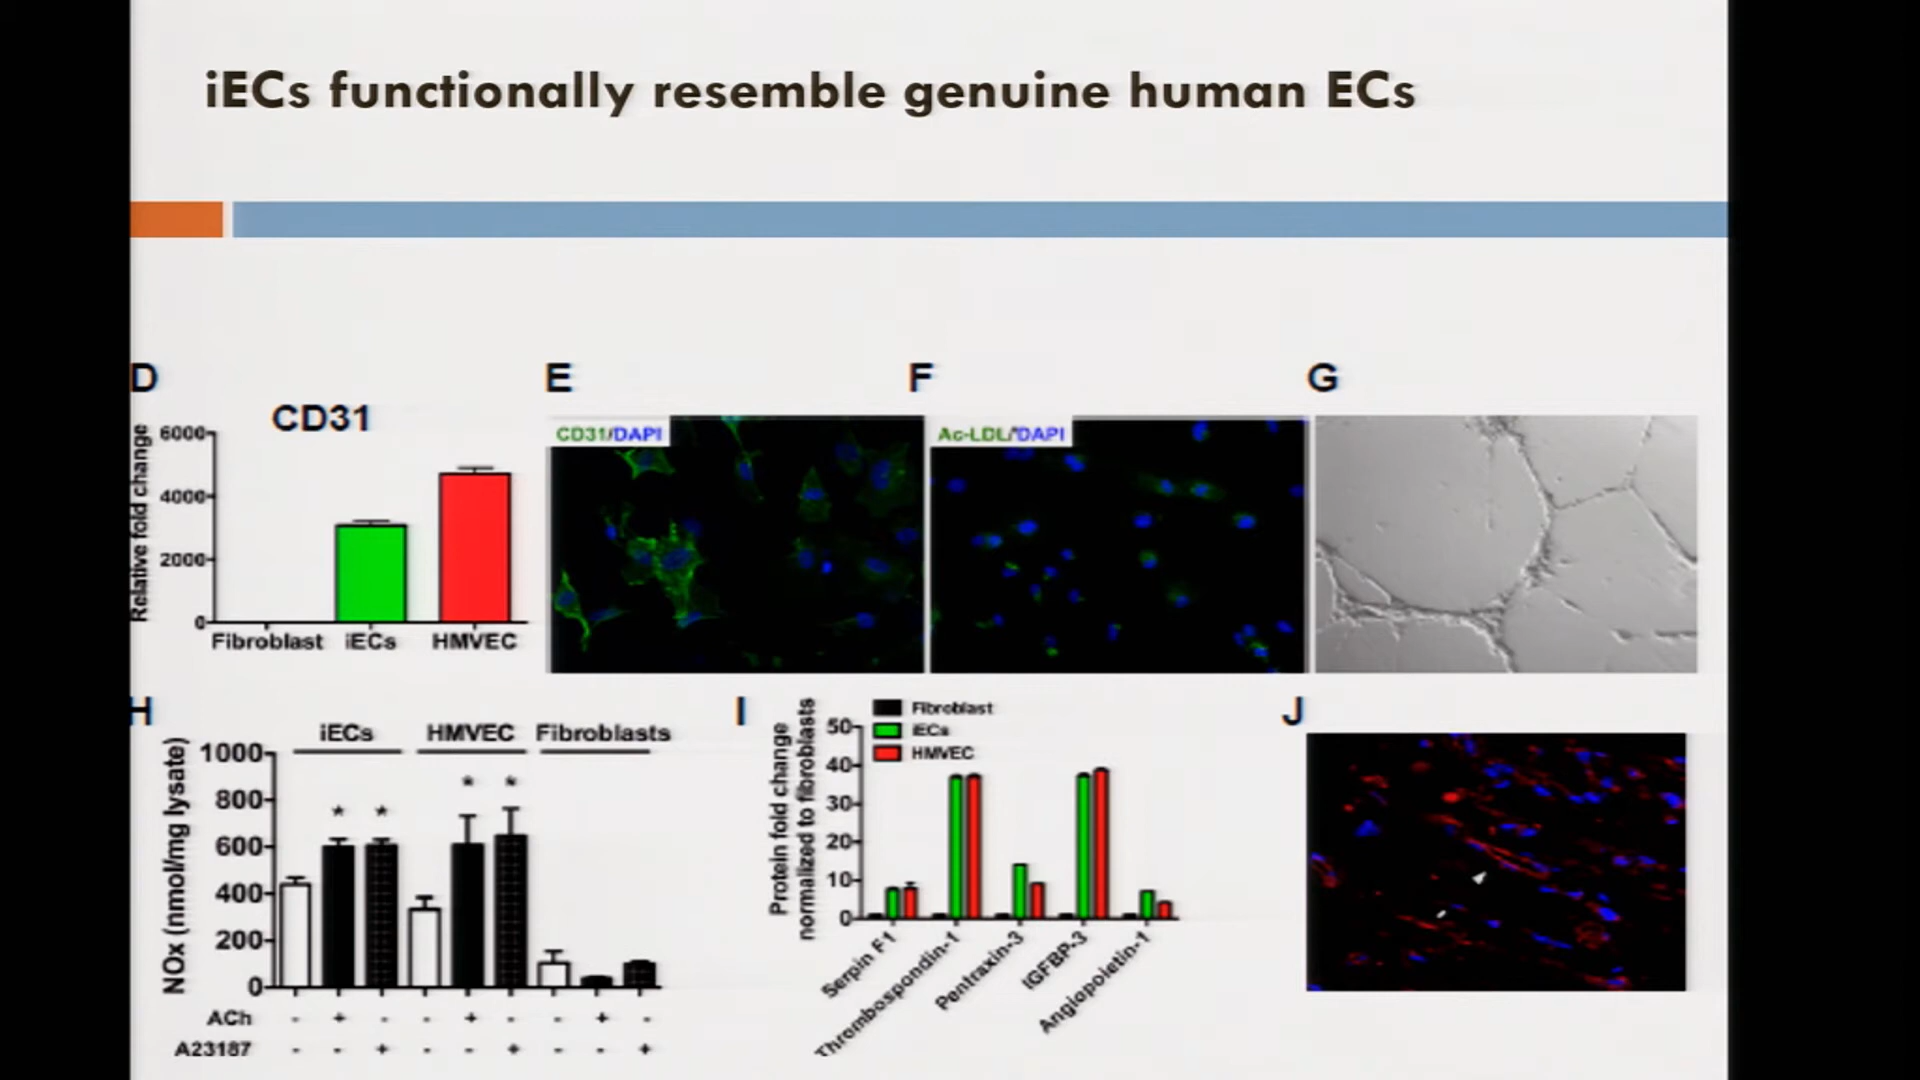 iECs functionally resemble genuine human ECs
D
E
F
G
CD31
Relative fold change
6000
4000
2000
0
Fibroblast iECs HMVEC
CD31/DAPI
Ac-LDL/DAPI
H
I
J
iECs HMVEC Fibroblasts
NOx (nmol/mg lysate)
1000
800
600
400
200
0
* * * *
ACh - + - - + - - + -
A23187 - - + - - + - - +
Fibroblast
iECs
HMVEC
Protein fold change
normalized to fibroblasts
50
40
30
20
10
0
Serpin F1
Thrombospondin-1
Pentraxin-3
IGFBP-3
Angiopoietin-1